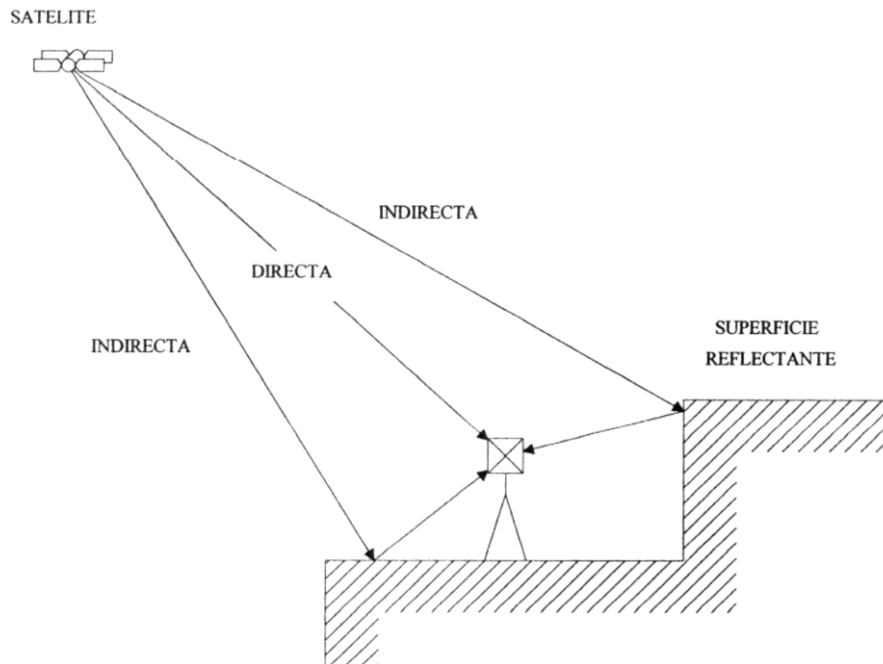 SATELITE
INDIRECTA
DIRECTA
INDIRECTA
SUPERFICIE
REFLECTANTE